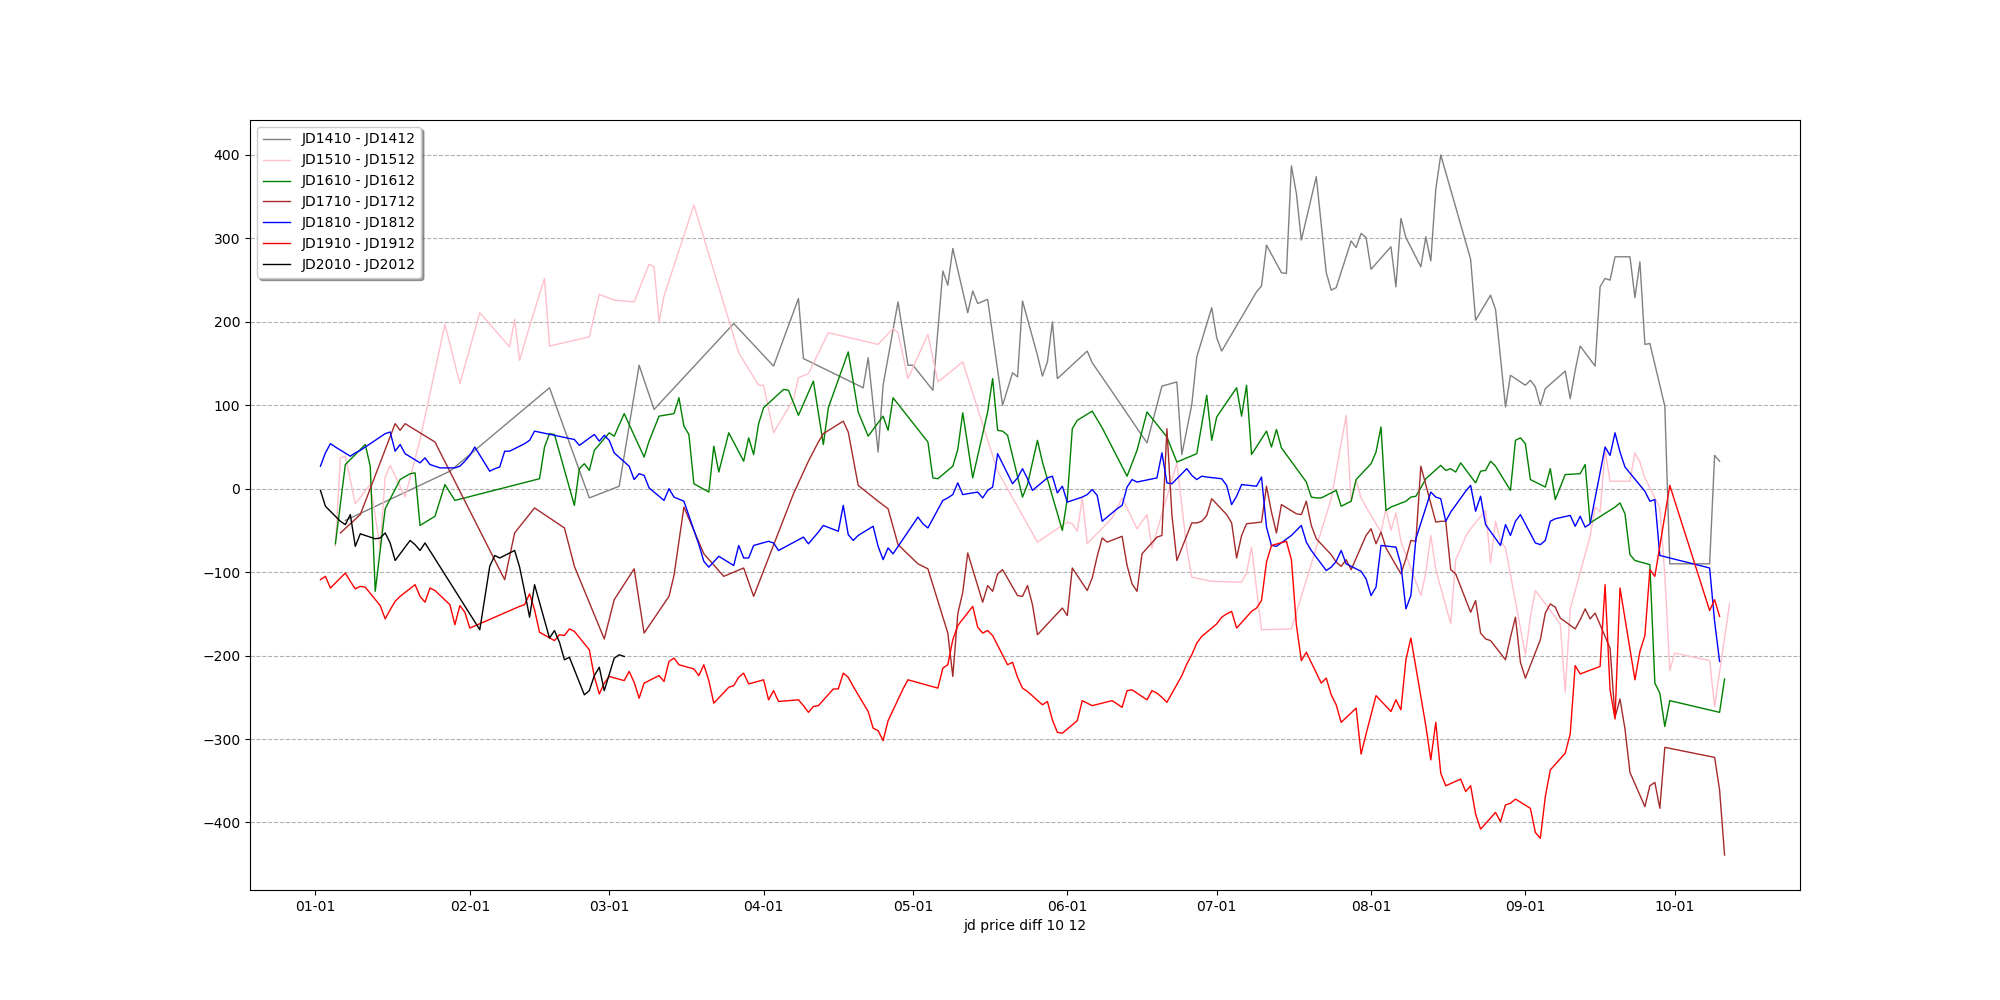 JD1410 - JD1412
JD1510 - JD1512
JD1610 - JD1612
JD1710 - JD1712
JD1810 - JD1812
JD1910 - JD1912
JD2010 - JD2012
400
300
200
100
0
−100
−200
−300
−400
01-01 02-01 03-01 04-01 05-01 06-01 07-01 08-01 09-01 10-01
jd price diff 10 12